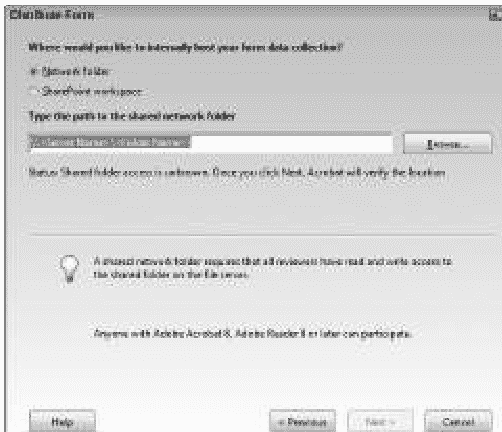 Distribute Form
Where would you like to internally host your form data collection?
Network folder
SharePoint workspace
Type the path to the shared network folder
\\Server Name\Folder Name\
Browse...
Status: Shared folder access is unknown. Once you click Next, Acrobat will verify the location.
A shared network folder requires that all reviewers have read and write access to
the shared folder on the file server.
Anyone with Adobe Acrobat 8, Adobe Reader 8 or later can participate.
Help
< Previous
Next >
Cancel